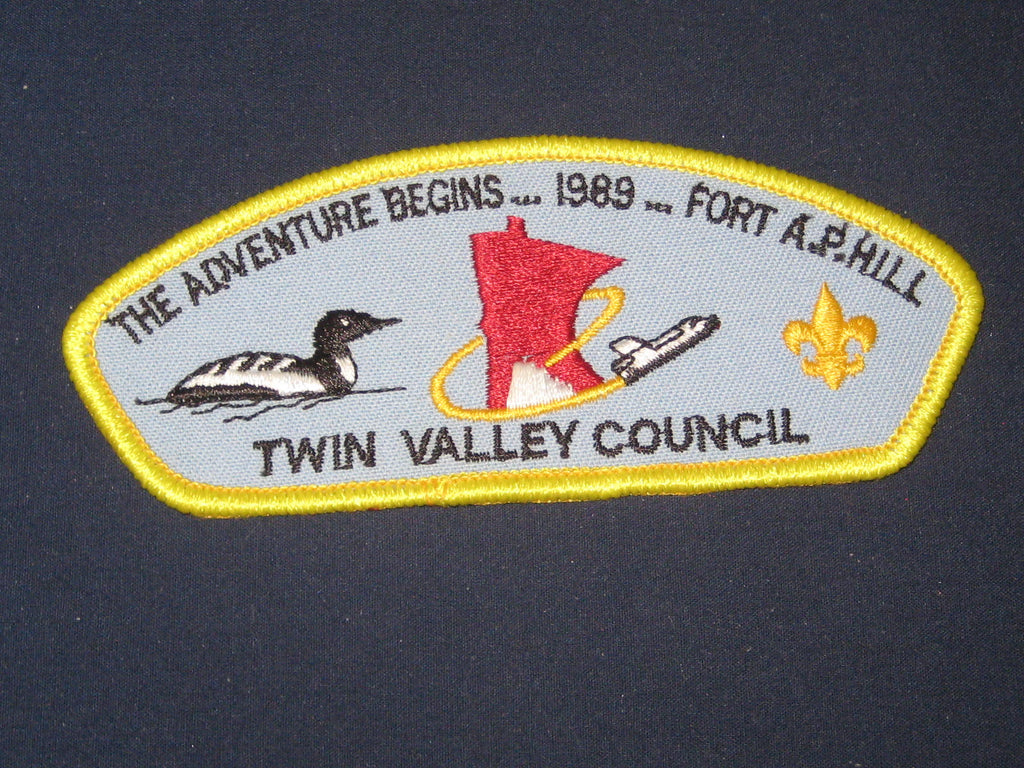 THE ADVENTURE BEGINS... 1989... FORT A.P. HILL
TWIN VALLEY COUNCIL